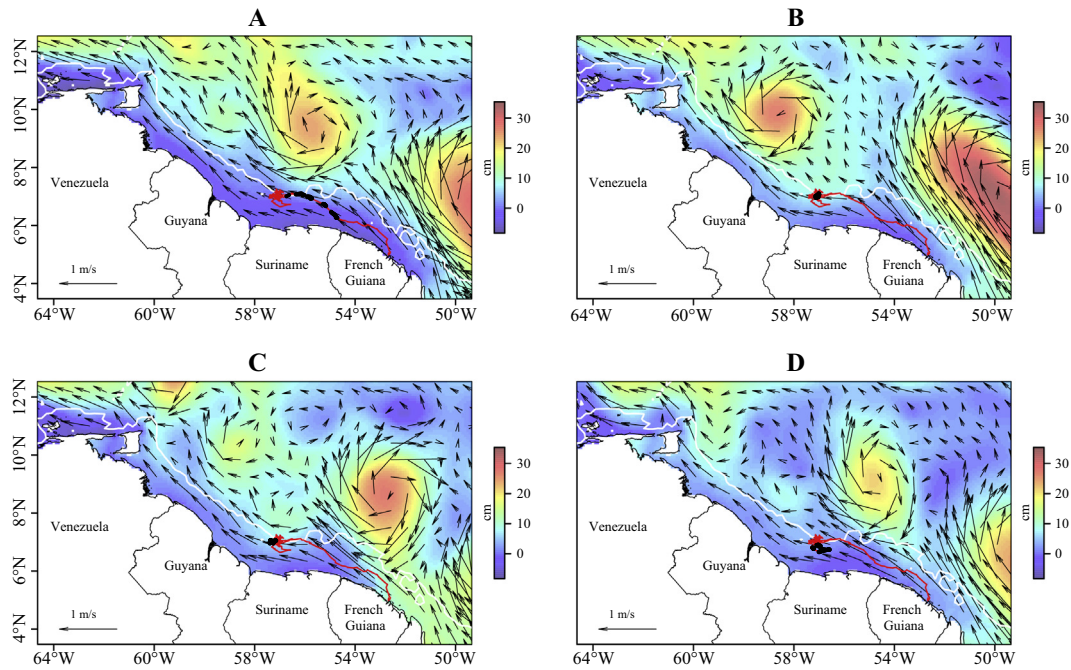 A
12°N
10°N
8°N
6°N
4°N
Venezuela
Guyana
Suriname
French
Guiana
1 m/s
64°W
60°W
58°W
54°W
50°W
30
20
10
0
cm
B
Venezuela
Guyana
Suriname
French
Guiana
1 m/s
64°W
60°W
58°W
54°W
50°W
30
20
10
0
cm
C
12°N
10°N
8°N
6°N
4°N
Venezuela
Guyana
Suriname
French
Guiana
1 m/s
64°W
60°W
58°W
54°W
50°W
30
20
10
0
cm
D
Venezuela
Guyana
Suriname
French
Guiana
1 m/s
64°W
60°W
58°W
54°W
50°W
30
20
10
0
cm